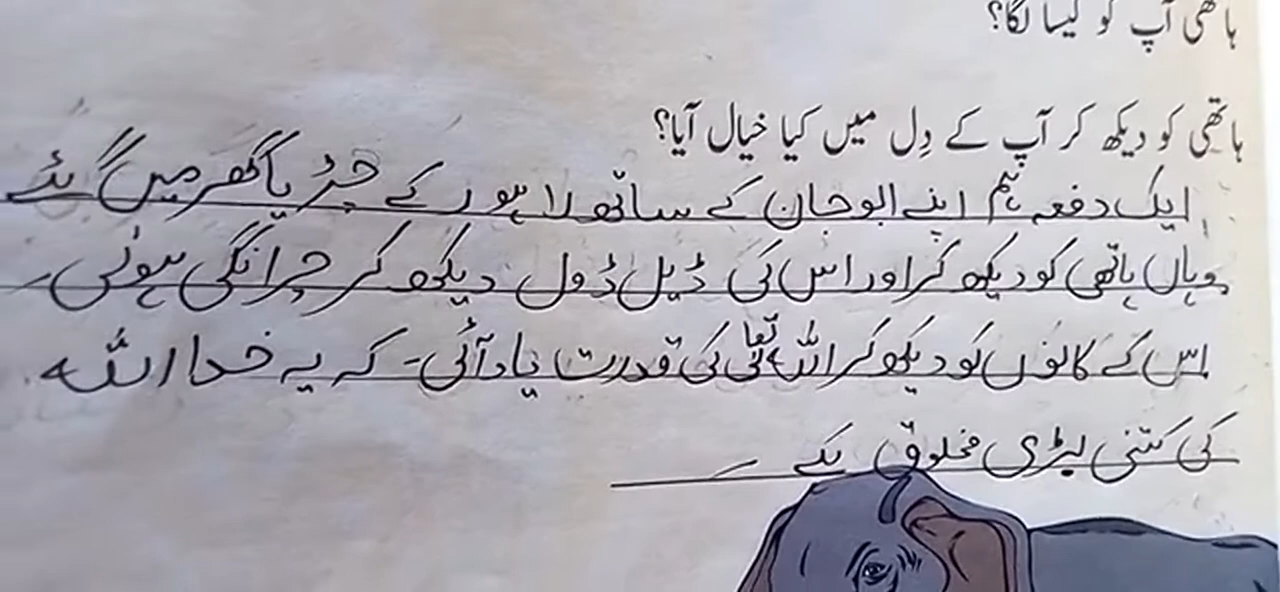 ہاتھی آپ کو کیسا لگا؟
ہاتھی کو دیکھ کر آپ کے دِل میں کیا خیال آیا؟
ایک دفعہ ہم اپنے ابو جان کے ساتھ لاہور کے چڑیا گھر میں گئے
وہاں ہاتھی کو دیکھ کر اور اس کی ڈیل ڈول دیکھ کر حیرانگی ہوئی۔
اس کے کانوں کو دیکھ کر اللہ تعالی کی قدرت یاد آئی۔ کہ یہ خدا اللہ
کی کتنی بڑی مخلوق ہے۔